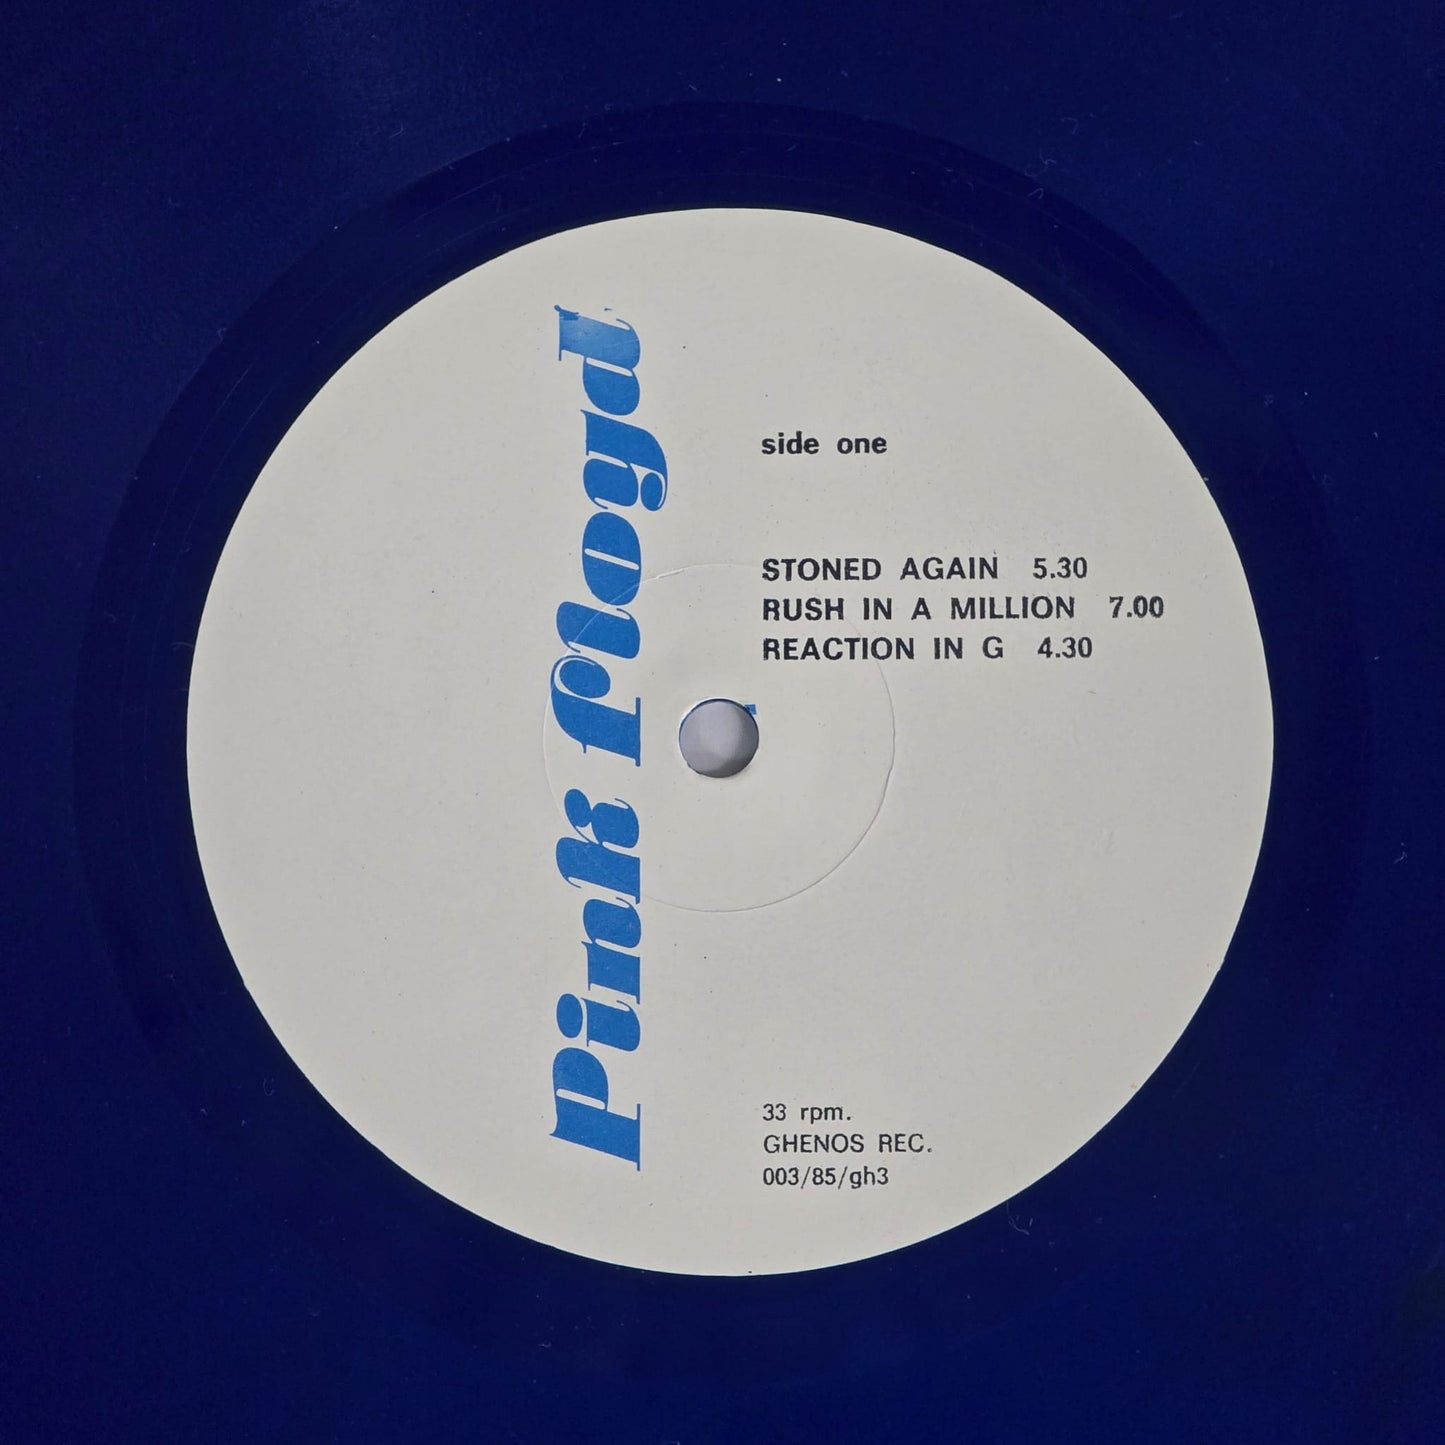 Pink floyd
side one
STONED AGAIN 5.30
RUSH IN A MILLION 7.00
REACTION IN G 4.30
33 rpm.
GHENOS REC.
003/85/gh3